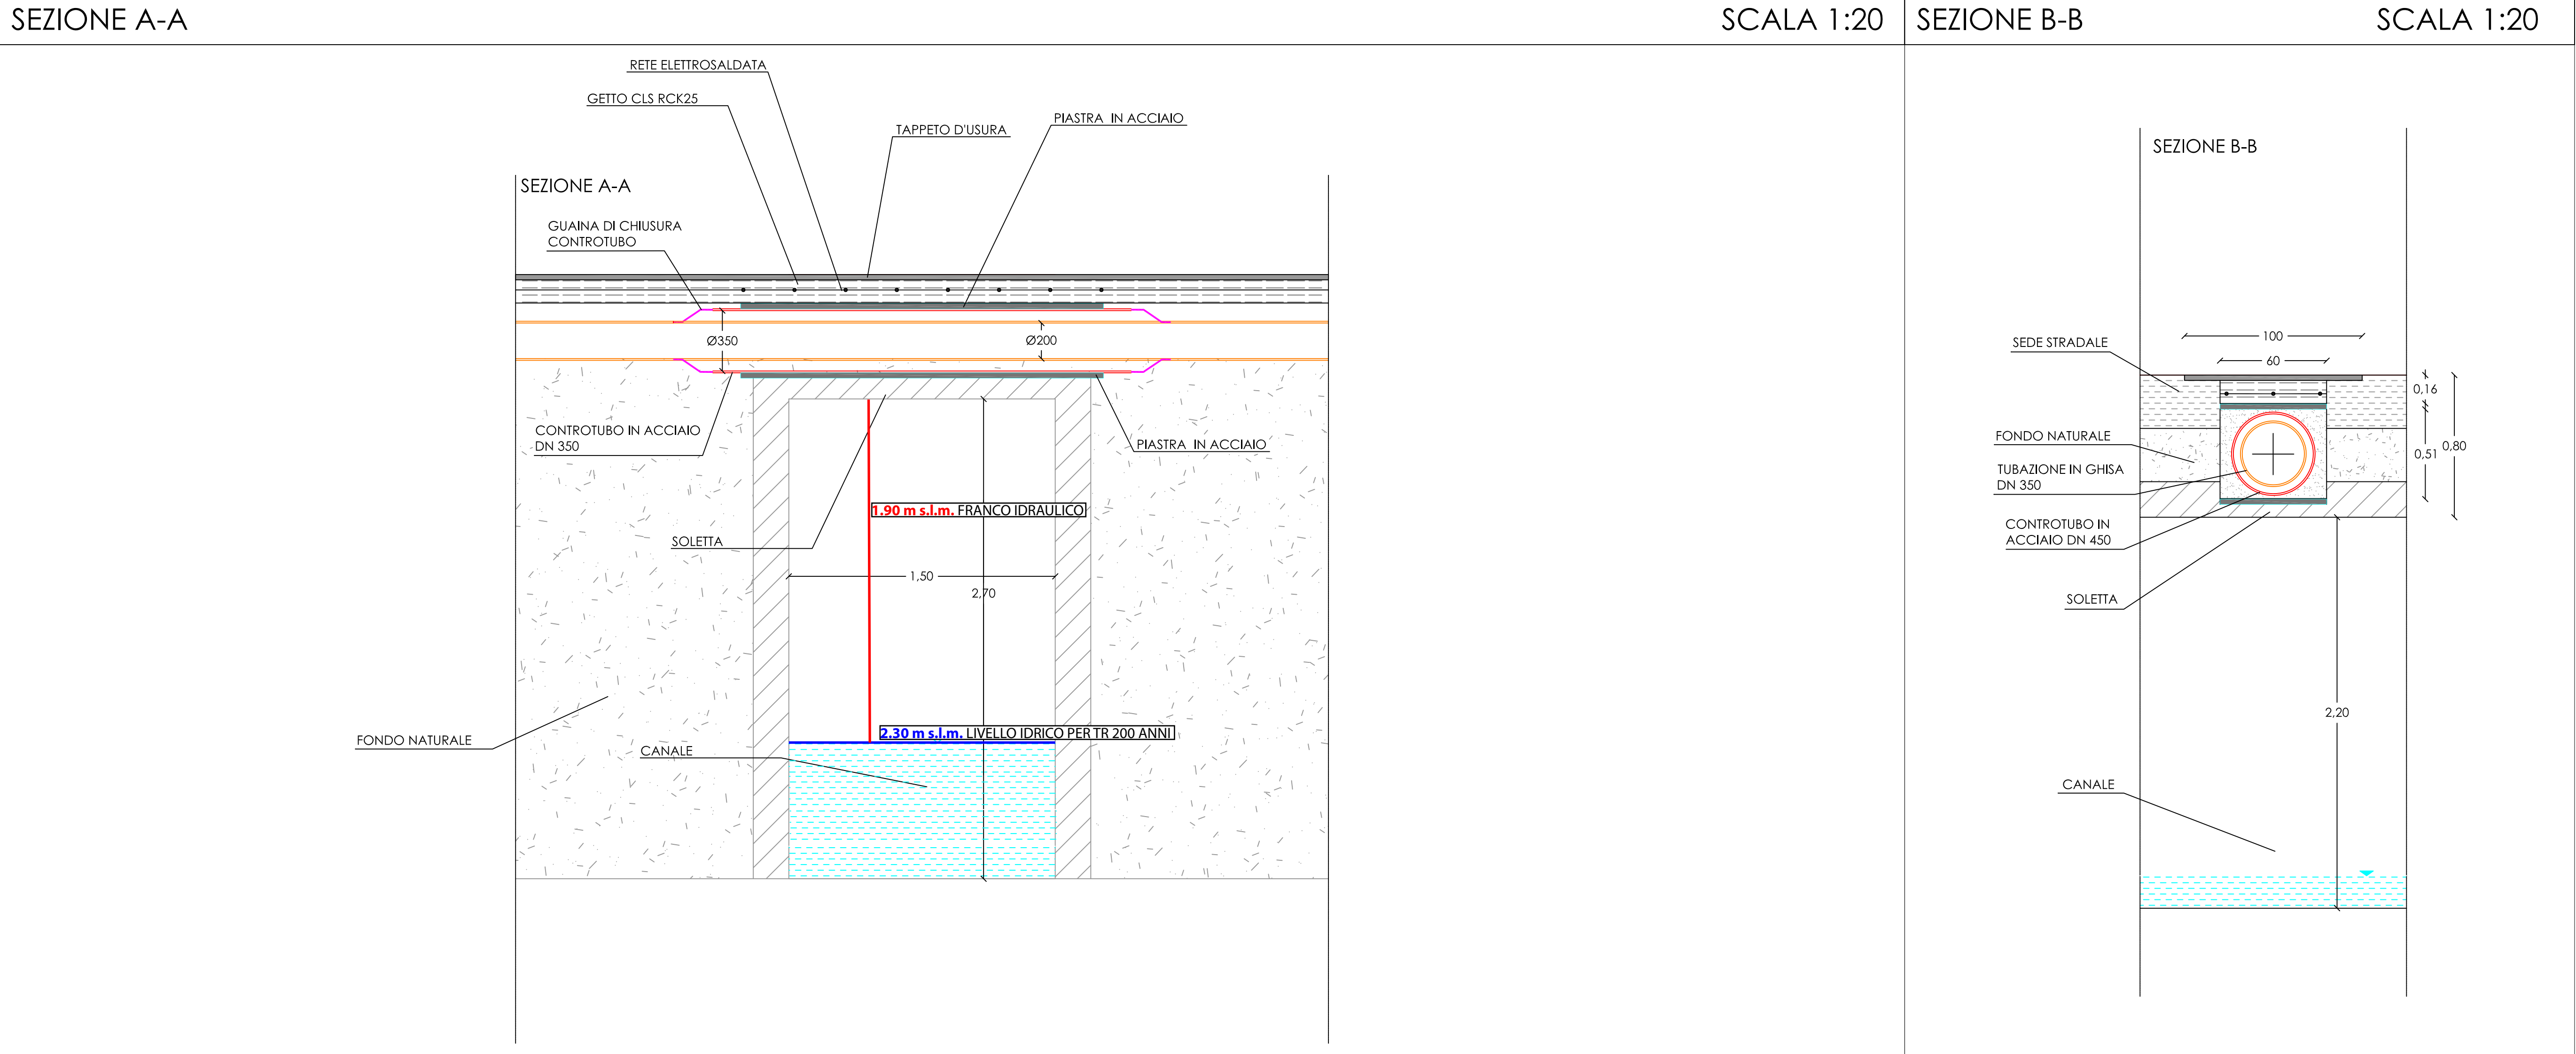 SEZIONE A-A
SCALA 1:20
SEZIONE B-B
SCALA 1:20
RETE ELETTROSALDATA
GETTO CLS RCK25
TAPPETO D'USURA
PIASTRA IN ACCIAIO
SEZIONE A-A
GUAINA DI CHIUSURA
CONTROTUBO
Ø350
Ø200
CONTROTUBO IN ACCIAIO
DN 350
PIASTRA IN ACCIAIO
1.90 m s.l.m. FRANCO IDRAULICO
SOLETTA
1,50
2,70
2.30 m s.l.m. LIVELLO IDRICO PER TR 200 ANNI
FONDO NATURALE
CANALE
SEZIONE B-B
100
SEDE STRADALE
60
0,16
FONDO NATURALE
0,51
0,80
TUBAZIONE IN GHISA
DN 350
CONTROTUBO IN
ACCIAIO DN 450
SOLETTA
2,20
CANALE